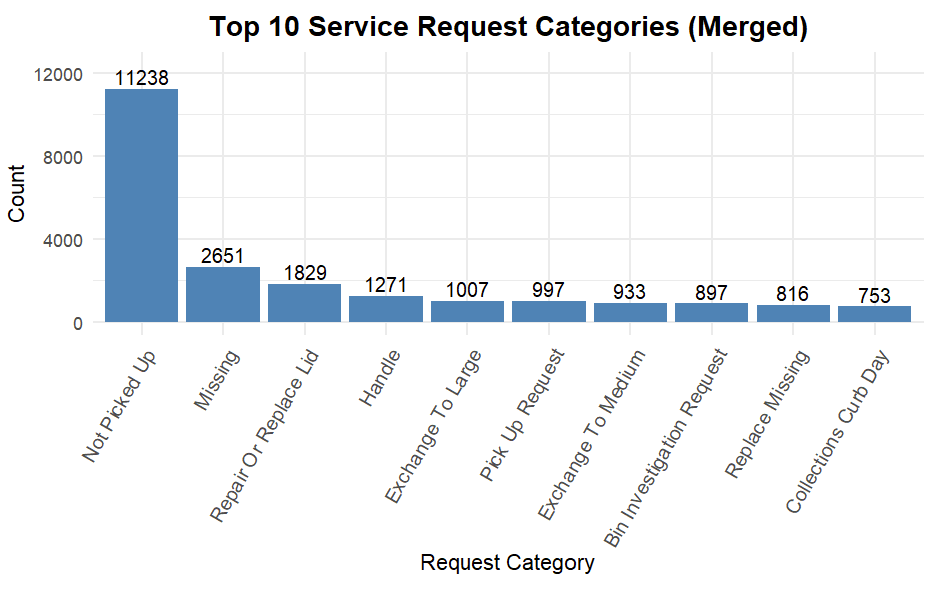 Top 10 Service Request Categories (Merged)
Count
12000
8000
4000
0
11238
2651
1829
1271
1007
997
933
897
816
753
Not Picked Up
Missing
Repair Or Replace Lid
Handle
Exchange To Large
Pick Up Request
Exchange To Medium
Bin Investigation Request
Replace Missing
Collections Curb Day
Request Category